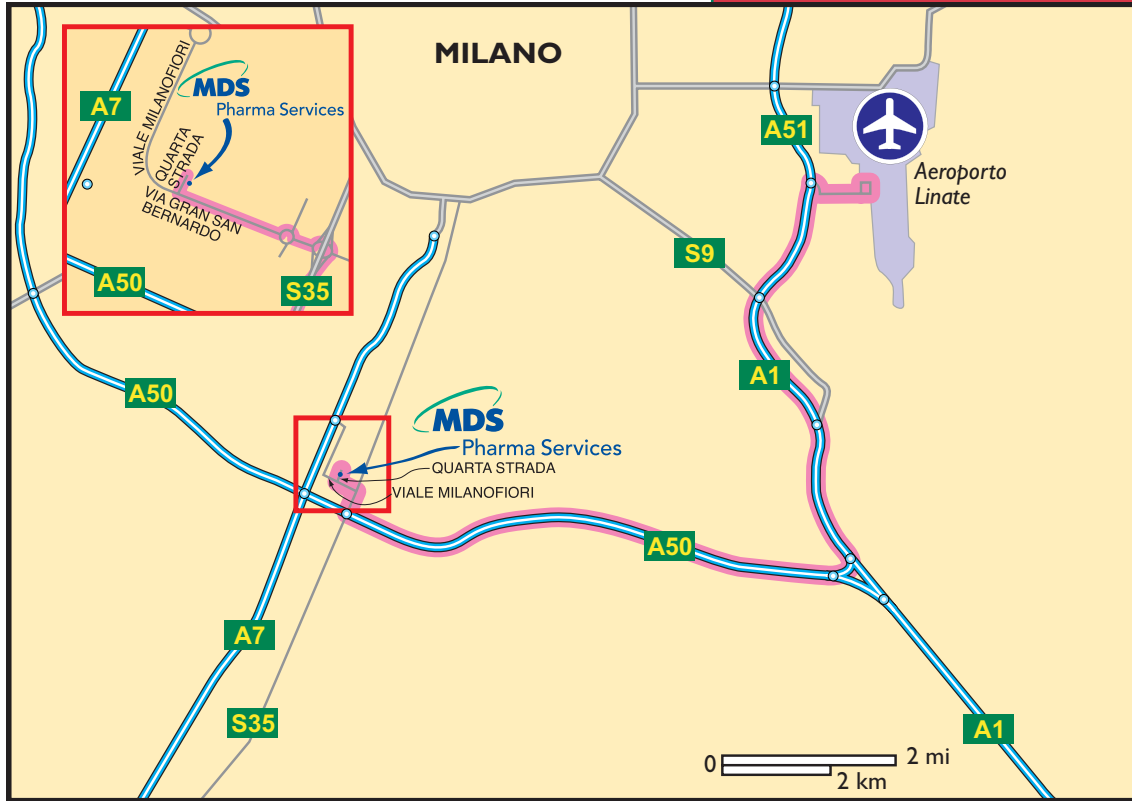 MILANO
VIALE MILANOFIORI
MDS
Pharma Services
A7
QUARTA
STRADA
VIA GRAN SAN
BERNARDO
A50
S35
A51
Aeroporto
Linate
S9
A1
A50
MDS
Pharma Services
QUARTA STRADA
VIALE MILANOFIORI
A50
A7
S35
A1
0
2 mi
2 km